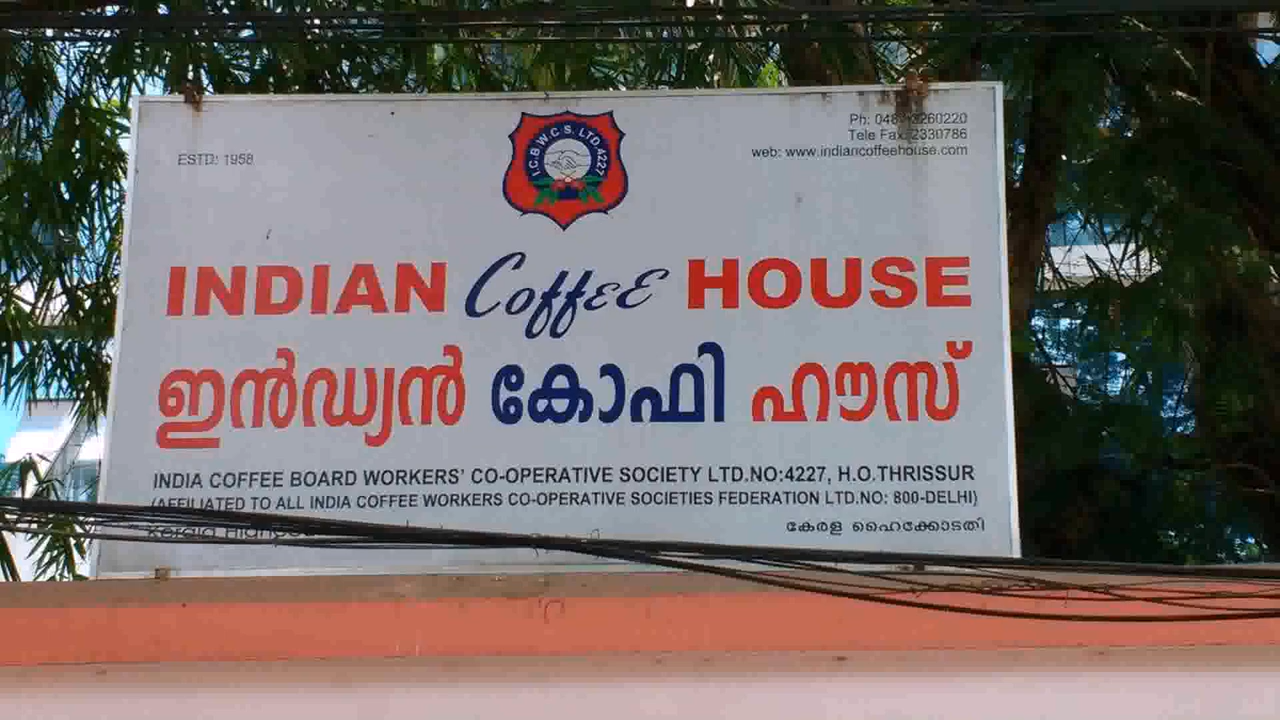 ESTD: 1958
I.C.B.W.C.S. LTD.4227
Ph: 3260220
Tele Fax: 2330786
web: www.indiancoffeehouse.com
INDIAN Coffee HOUSE
ഇൻഡ്യൻ കോഫി ഹൗസ്
INDIA COFFEE BOARD WORKERS' CO-OPERATIVE SOCIETY LTD.NO:4227, H.O.THRISSUR
(AFFILIATED TO ALL INDIA COFFEE WORKERS CO-OPERATIVE SOCIETIES FEDERATION LTD.NO: 800-DELHI)
Kerala കേരള ഹൈക്കോടതി